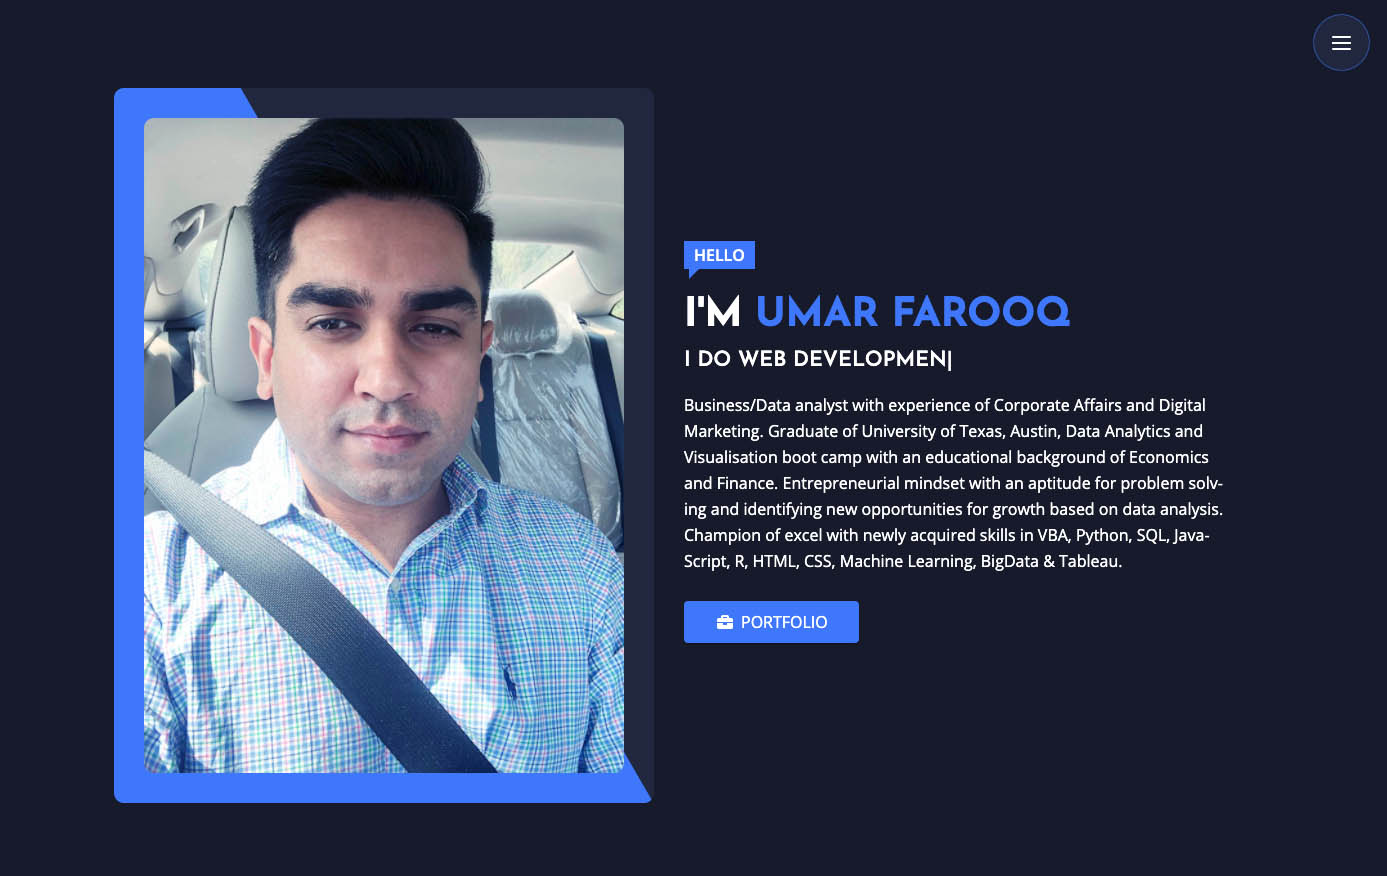 HELLO
I'M UMAR FAROOQ
I DO WEB DEVELOPMEN|
Business/Data analyst with experience of Corporate Affairs and Digital
Marketing. Graduate of University of Texas, Austin, Data Analytics and
Visualisation boot camp with an educational background of Economics
and Finance. Entrepreneurial mindset with an aptitude for problem solv-
ing and identifying new opportunities for growth based on data analysis.
Champion of excel with newly acquired skills in VBA, Python, SQL, Java-
Script, R, HTML, CSS, Machine Learning, BigData & Tableau.
PORTFOLIO